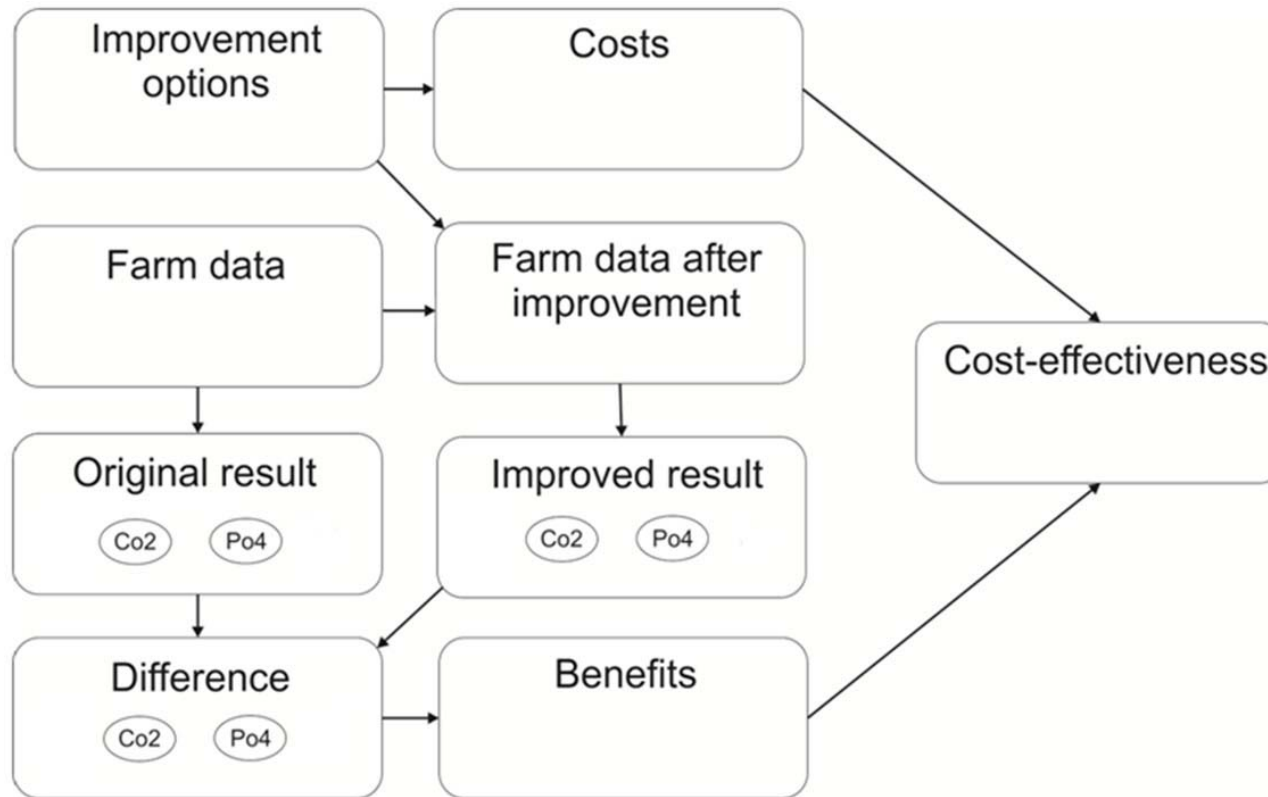 Improvement
options
Costs
Farm data
Farm data after
improvement
Cost-effectiveness
Original result
Co2 Po4
Improved result
Co2 Po4
Difference
Co2 Po4
Benefits